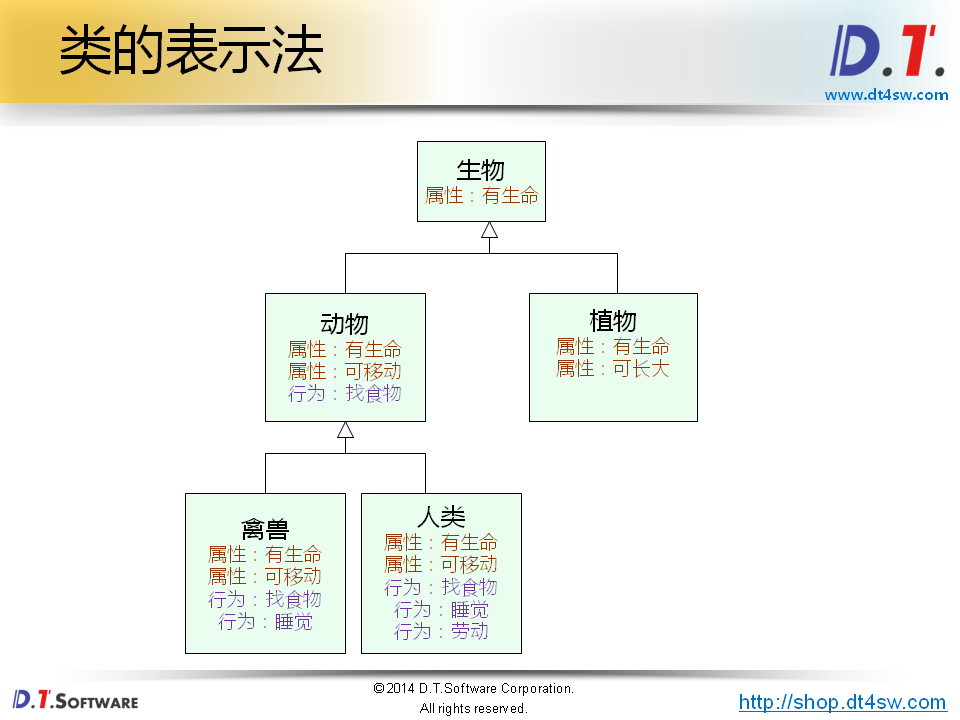 类的表示法
D.T.
www.dt4sw.com
生物
属性：有生命
动物
属性：有生命
属性：可移动
行为：找食物
植物
属性：有生命
属性：可长大
禽兽
属性：有生命
属性：可移动
行为：找食物
行为：睡觉
人类
属性：有生命
属性：可移动
行为：找食物
行为：睡觉
行为：劳动
D.T.SOFTWARE
©2014 D.T.Software Corporation.
All rights reserved.
http://shop.dt4sw.com